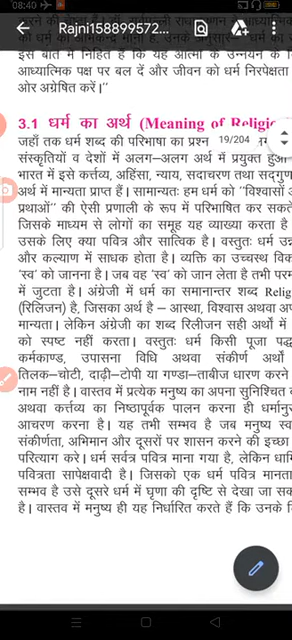 08:40
Rajni158899572...
इस बात में निहित है कि यह आत्मा के उन्नयन के
आध्यात्मिक पक्ष पर बल दें और जीवन को धर्म निरपेक्षता
ओर अग्रेषित करें।"
3.1 धर्म का अर्थ (Meaning of Religio
19/204
जहाँ तक धर्म शब्द की परिभाषा का प्रश्न
संस्कृतियों व देशों में अलग-अलग अर्थ में प्रयुक्त हुआ
भारत में इसे कर्त्तव्य, अहिंसा, न्याय, सदाचरण तथा सद्गुण
अर्थ में मान्यता प्राप्त हैं। सामान्यतः हम धर्म को "विश्वासों
प्रथाओं" की ऐसी प्रणाली के रूप में परिभाषित कर सकते
जिसके माध्यम से लोगों का समूह यह व्याख्या करता है
उसके लिए क्या पवित्र और सात्विक है। वस्तुतः धर्म
और कल्याण में साधक होता है। व्यक्ति का उच्चस्थ
'स्व' को जानना है। जब वह 'स्व' को जान लेता है तभी
में जुटता है। अंग्रेजी में धर्म का समानान्तर शब्द Relig
(रिलिजन) है, जिसका अर्थ है – आस्था, विश्वास अथवा
मान्यता। लेकिन अंग्रेजी का शब्द रिलीजन सही अर्थो में
को स्पष्ट नहीं करता। वस्तुतः धर्म किसी पूजा
कर्मकाण्ड, उपासना विधि अथवा संकीर्ण अर्थों
तिलक-चोटी, दाढ़ी-टोपी या गण्डा-ताबीज धारण करने
नाम नहीं है। वास्तव में प्रत्येक मनुष्य का अपना सुनिश्चित
अथवा कर्त्तव्य का निष्ठापूर्वक पालन करना ही धर्मानु
आचरण करना है। यह तभी सम्भव है जब मनुष्य
संकीर्णता, अभिमान और दूसरों पर शासन करने की इच्छा
परित्याग करे। धर्म सर्वत्र पवित्र माना गया है, लेकिन
पवित्रता सापेक्षवादी है। जिसको एक धर्म पवित्र मानता
सम्भव है उसे दूसरे धर्म में घृणा की दृष्टि से देखा जा
है। वास्तव में मनुष्य ही यह निर्धारित करते हैं कि उनके